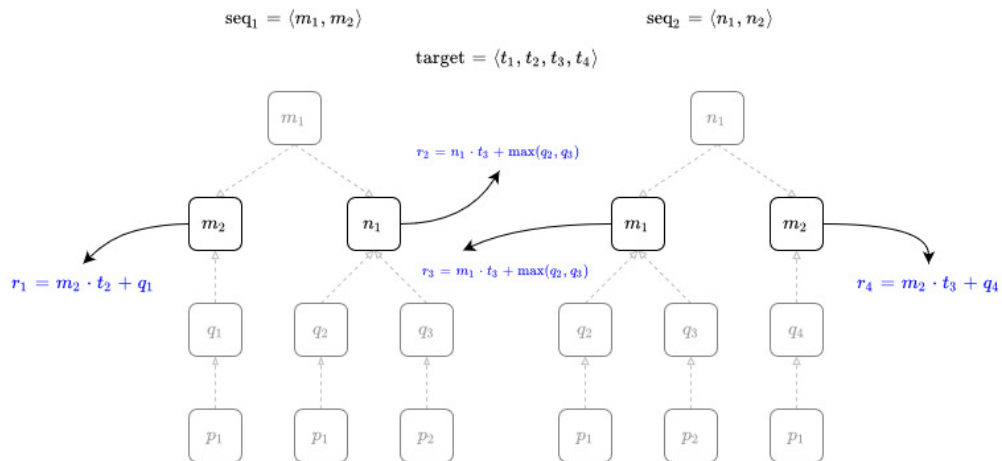 seq₁ = ⟨m₁, m₂⟩ seq₂ = ⟨n₁, n₂⟩
target = ⟨t₁, t₂, t₃, t₄⟩
m₁ n₁
r₂ = n₁ · t₃ + max(q₂, q₃)
m₂ n₁ m₁ m₂
r₃ = m₁ · t₃ + max(q₂, q₃)
r₁ = m₂ · t₂ + q₁ r₄ = m₂ · t₃ + q₄
q₁ q₂ q₃ q₂ q₃ q₄
p₁ p₁ p₂ p₁ p₂ p₁